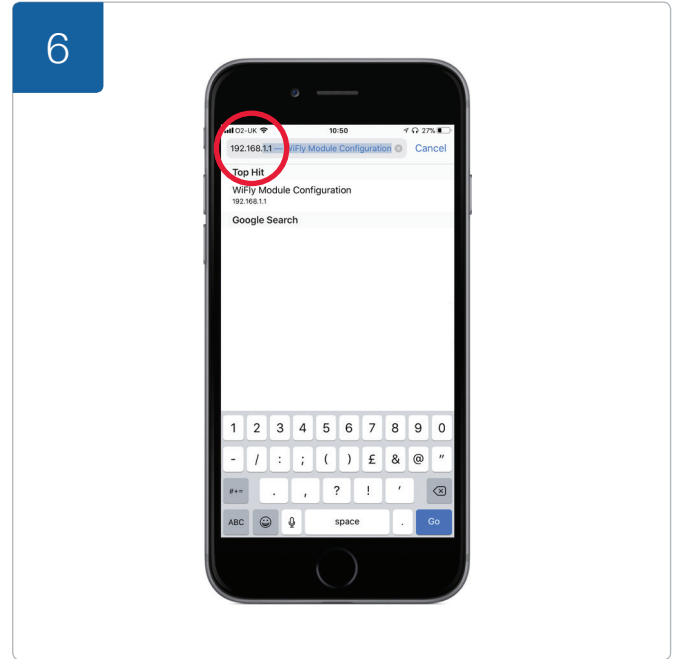 6
O2-UK 10:50 27%
192.168.1.1 — WiFly Module Configuration Cancel
Top Hit
WiFly Module Configuration
192.168.1.1
Google Search
1 2 3 4 5 6 7 8 9 0
- / : ; ( ) £ & @ "
#+= . , ? ! '
ABC space . Go